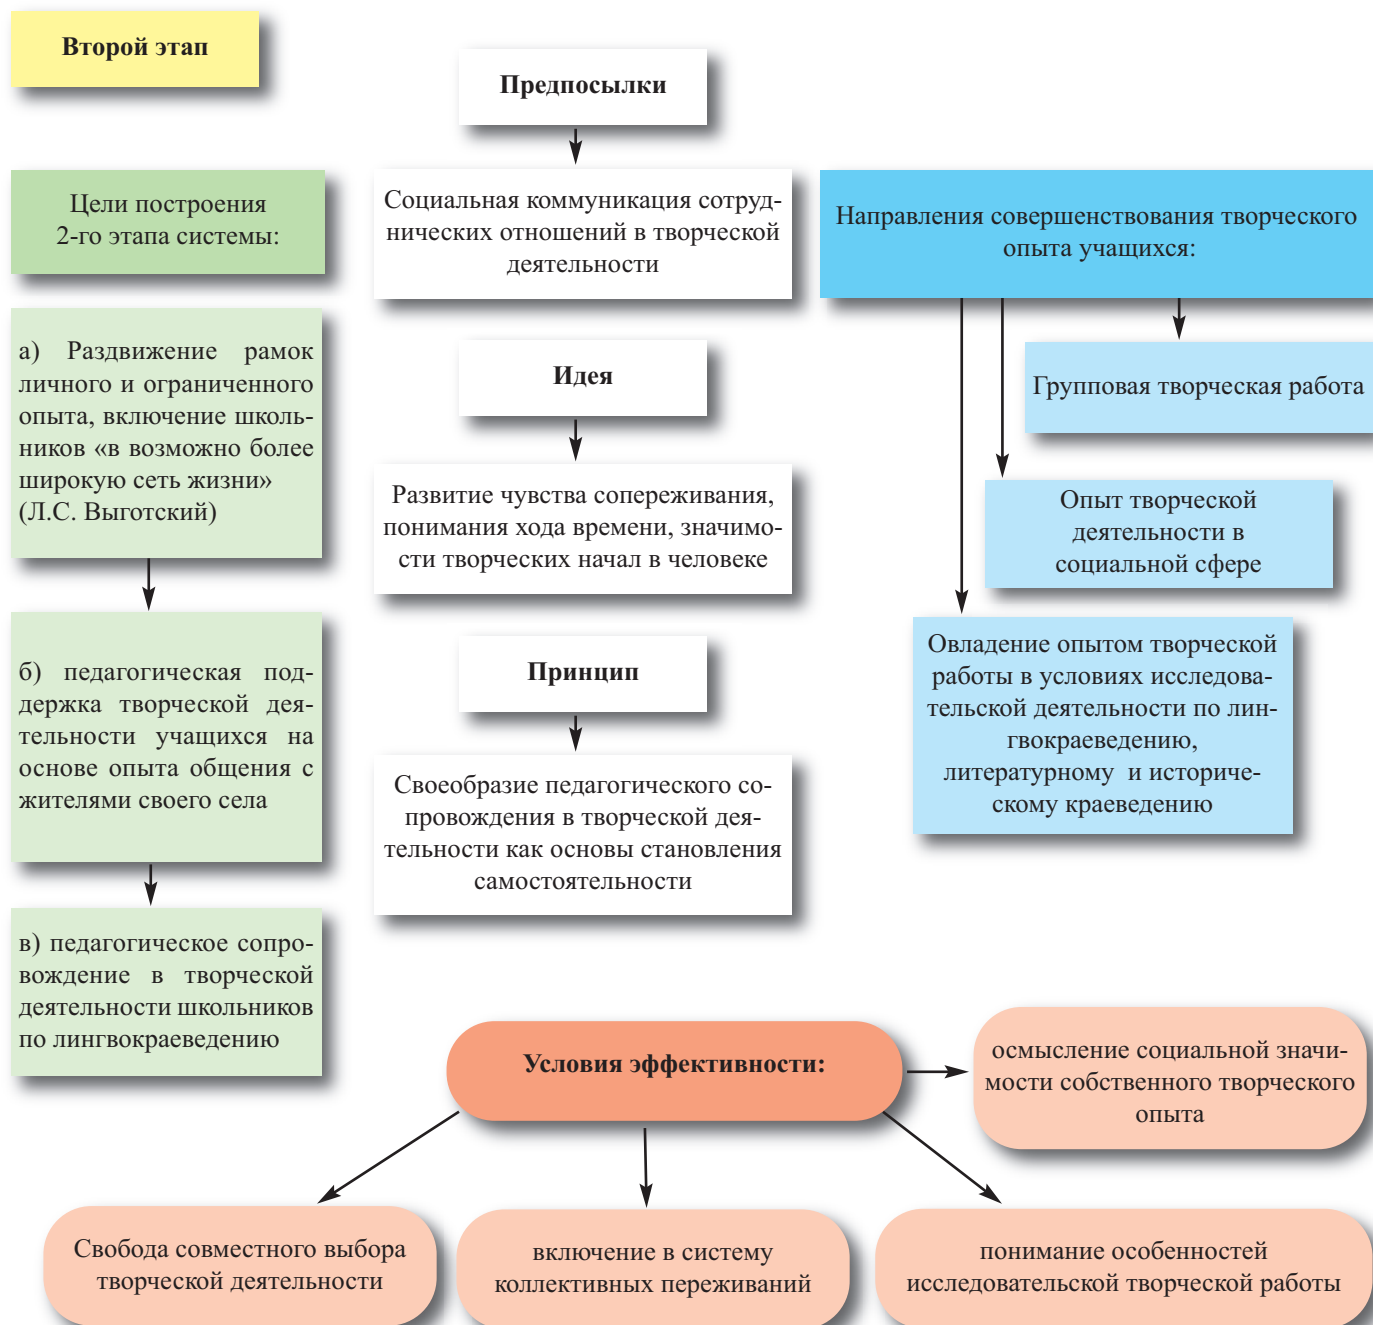 Второй этап
Цели построения
2-го этапа системы:
а) Раздвижение рамок
личного и ограниченного
опыта, включение школь-
ников «в возможно более
широкую сеть жизни»
(Л.С. Выготский)
б) педагогическая под-
держка творческой дея-
тельности учащихся на
основе опыта общения с
жителями своего села
в) педагогическое сопро-
вождение в творческой
деятельности школьников
по лингвокраеведению
Предпосылки
Социальная коммуникация сотруд-
нических отношений в творческой
деятельности
Идея
Развитие чувства сопереживания,
понимания хода времени, значимо-
сти творческих начал в человеке
Принцип
Своеобразие педагогического со-
провождения в творческой дея-
тельности как основы становления
самостоятельности
Направления совершенствования творческого
опыта учащихся:
Групповая творческая работа
Опыт творческой
деятельности в
социальной сфере
Овладение опытом творческой
работы в условиях исследова-
тельской деятельности по лин-
гвокраеведению,
литературному и историче-
скому краеведению
Условия эффективности:
осмысление социальной значи-
мости собственного творческого
опыта
Свобода совместного выбора
творческой деятельности
включение в систему
коллективных переживаний
понимание особенностей
исследовательской творческой работы